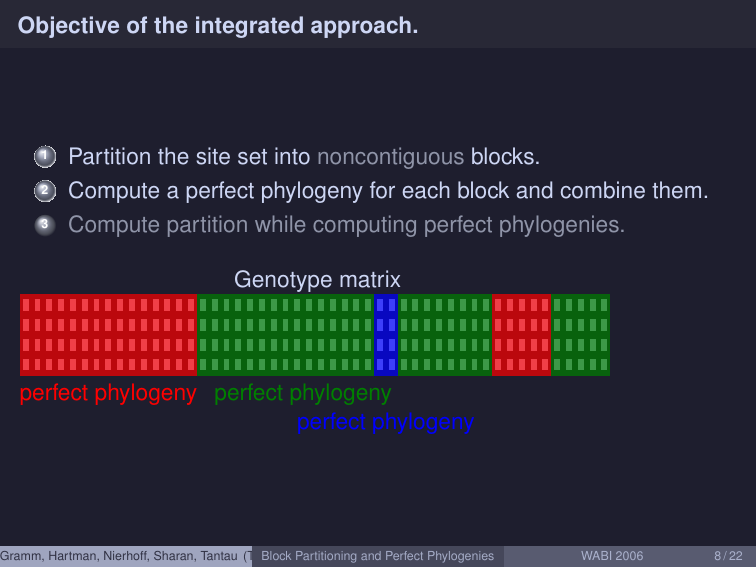 Objective of the integrated approach.
1 Partition the site set into noncontiguous blocks.
2 Compute a perfect phylogeny for each block and combine them.
3 Compute partition while computing perfect phylogenies.
Genotype matrix
perfect phylogeny perfect phylogeny
perfect phylogeny
Gramm, Hartman, Nierhoff, Sharan, Tantau (T Block Partitioning and Perfect Phylogenies WABI 2006 8 / 22